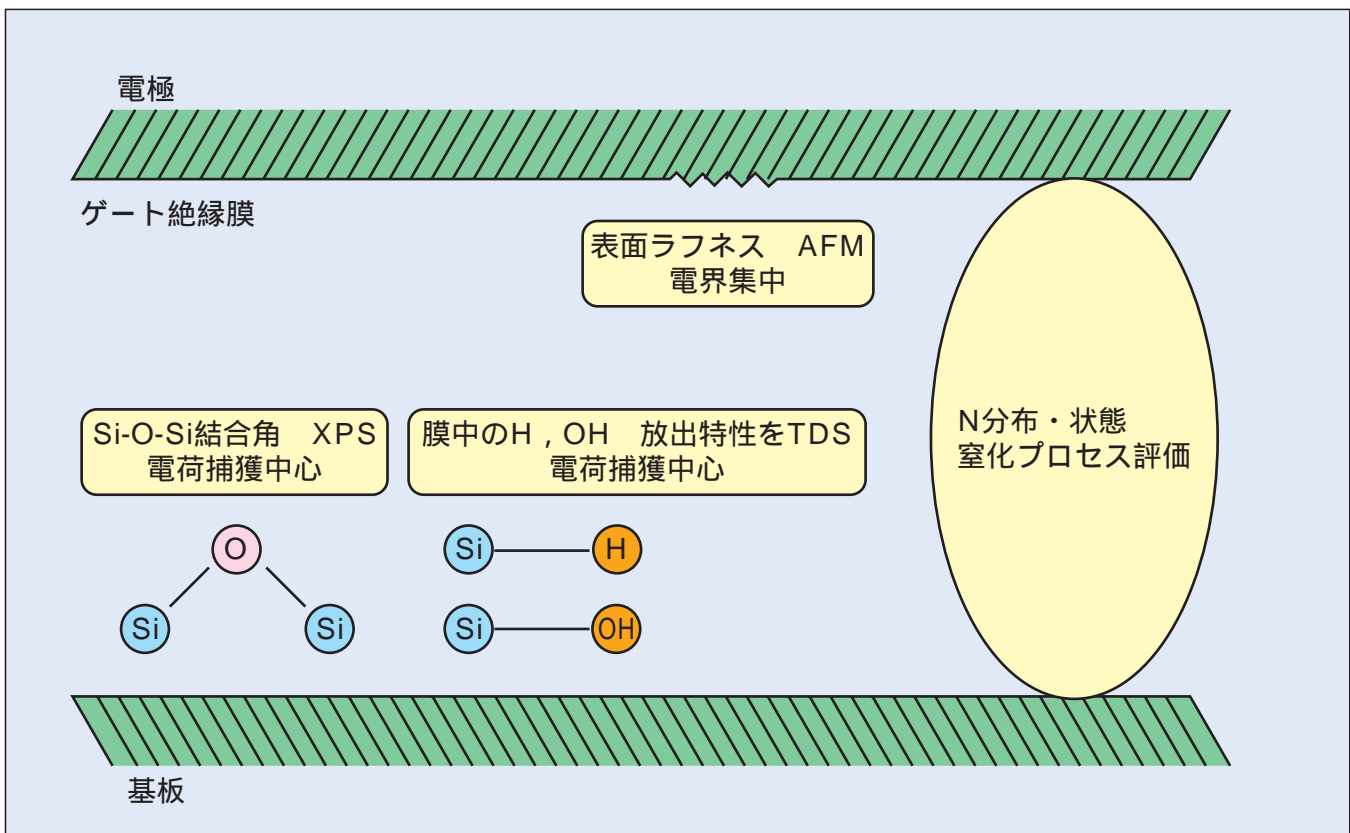 電極
ゲート絶縁膜
表面ラフネス　AFM
電界集中
Si-O-Si結合角　XPS
電荷捕獲中心
膜中のH , OH　放出特性をTDS
電荷捕獲中心
N分布・状態
窒化プロセス評価
O
Si
Si
Si
H
Si
OH
基板